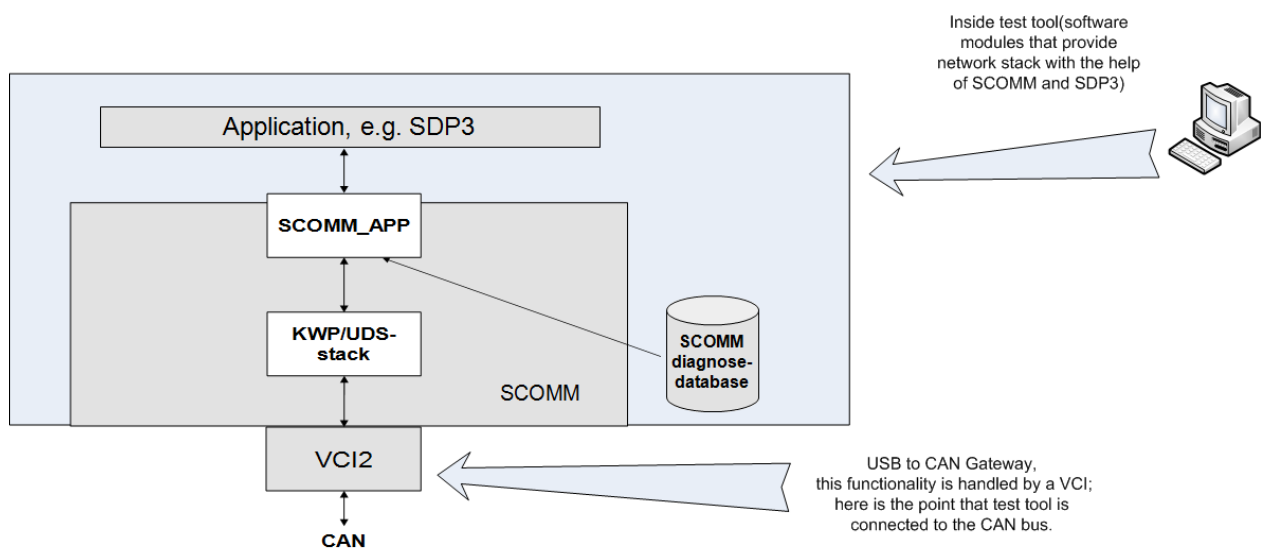 Inside test tool(software
modules that provide
network stack with the help
of SCOMM and SDP3)
Application, e.g. SDP3
SCOMM_APP
KWP/UDS-
stack
SCOMM
diagnose-
database
SCOMM
VCI2
USB to CAN Gateway,
this functionality is handled by a VCI;
here is the point that test tool is
connected to the CAN bus.
CAN